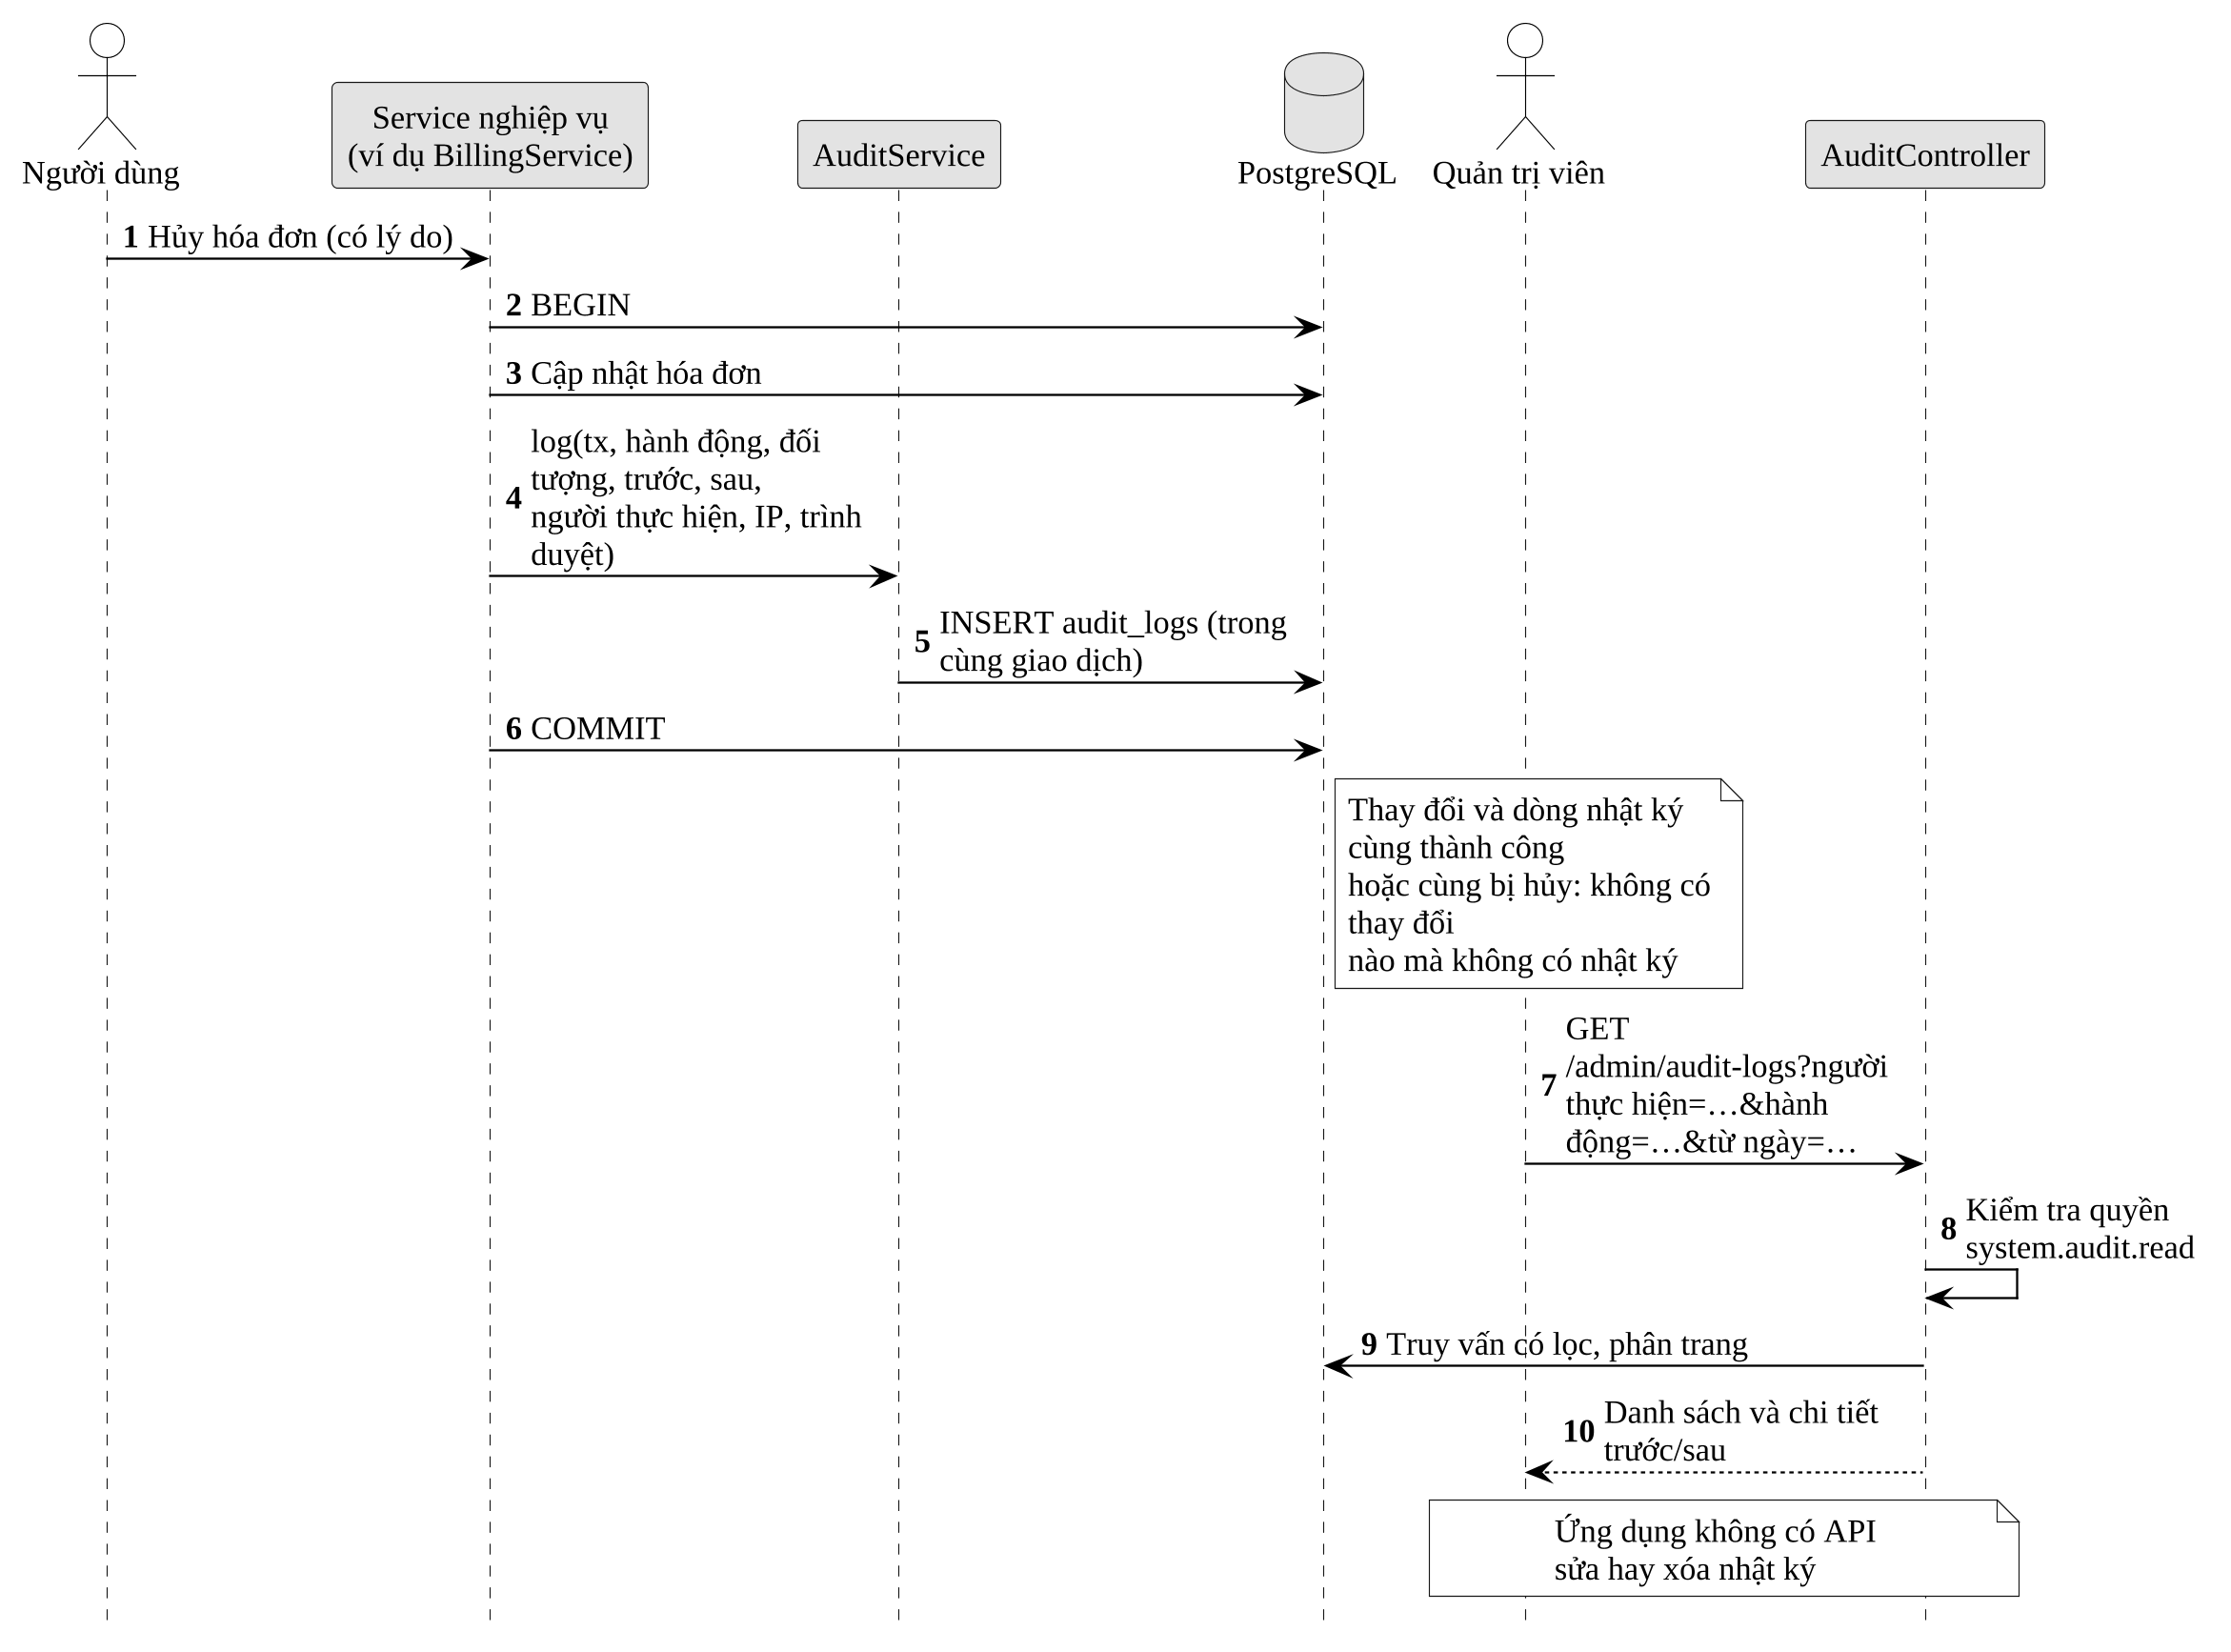 Người dùng
Service nghiệp vụ
(ví dụ BillingService)
AuditService
PostgreSQL
Quản trị viên
AuditController
1 Hủy hóa đơn (có lý do)
2 BEGIN
3 Cập nhật hóa đơn
4 log(tx, hành động, đối
tượng, trước, sau,
người thực hiện, IP, trình
duyệt)
5 INSERT audit_logs (trong
cùng giao dịch)
6 COMMIT
Thay đổi và dòng nhật ký
cùng thành công
hoặc cùng bị hủy: không có
thay đổi
nào mà không có nhật ký
7 GET
/admin/audit-logs?người
thực hiện=…&hành
động=…&từ ngày=…
8 Kiểm tra quyền
system.audit.read
9 Truy vấn có lọc, phân trang
10 Danh sách và chi tiết
trước/sau
Ứng dụng không có API
sửa hay xóa nhật ký